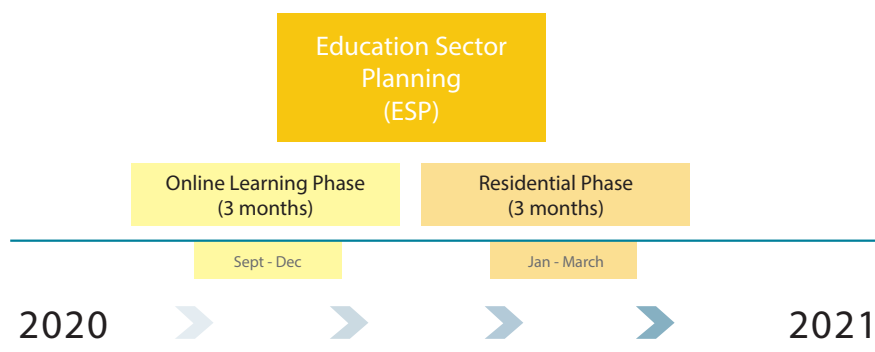 Education Sector
Planning
(ESP)
Online Learning Phase
(3 months)
Residential Phase
(3 months)
Sept - Dec
Jan - March
2020
2021